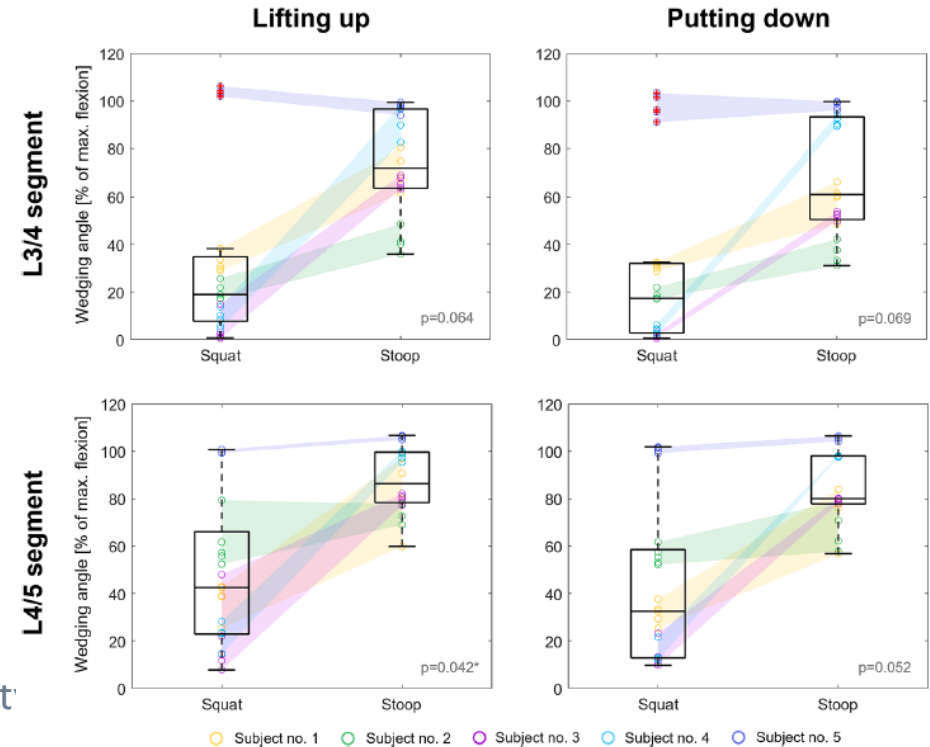 Lifting up
Putting down
L3/4 segment
Wedging angle [% of max. flexion]
120
100
80
60
40
20
0
Squat
Stoop
p=0.064
120
100
80
60
40
20
0
Squat
Stoop
p=0.069
L4/5 segment
Wedging angle [% of max. flexion]
120
100
80
60
40
20
0
Squat
Stoop
p=0.042*
120
100
80
60
40
20
0
Squat
Stoop
p=0.052
Subject no. 1 Subject no. 2 Subject no. 3 Subject no. 4 Subject no. 5